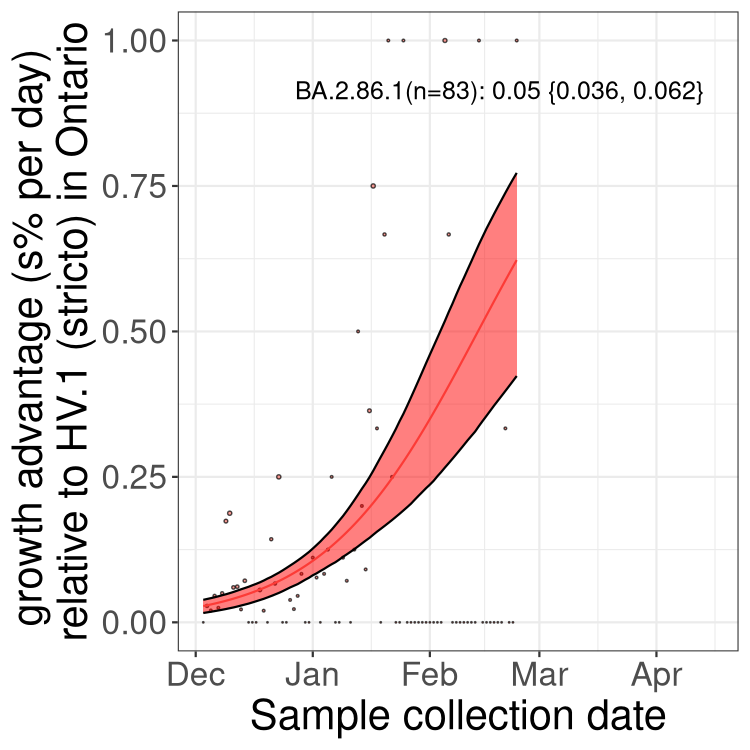 growth advantage (s% per day)
relative to HV.1 (stricto) in Ontario
1.00
0.75
0.50
0.25
0.00
BA.2.86.1(n=83): 0.05 {0.036, 0.062}
Dec Jan Feb Mar Apr
Sample collection date